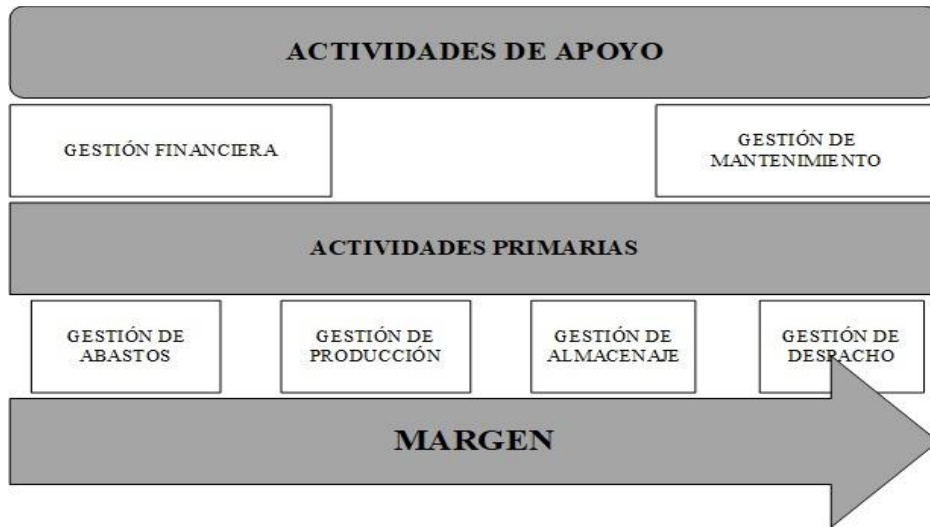 ACTIVIDADES DE APOYO
GESTIÓN FINANCIERA
GESTIÓN DE
MANTENIMIENTO
ACTIVIDADES PRIMARIAS
GESTIÓN DE
ABASTOS
GESTIÓN DE
PRODUCCIÓN
GESTIÓN DE
ALMACENAJE
GESTIÓN DE
DESPACHO
MARGEN